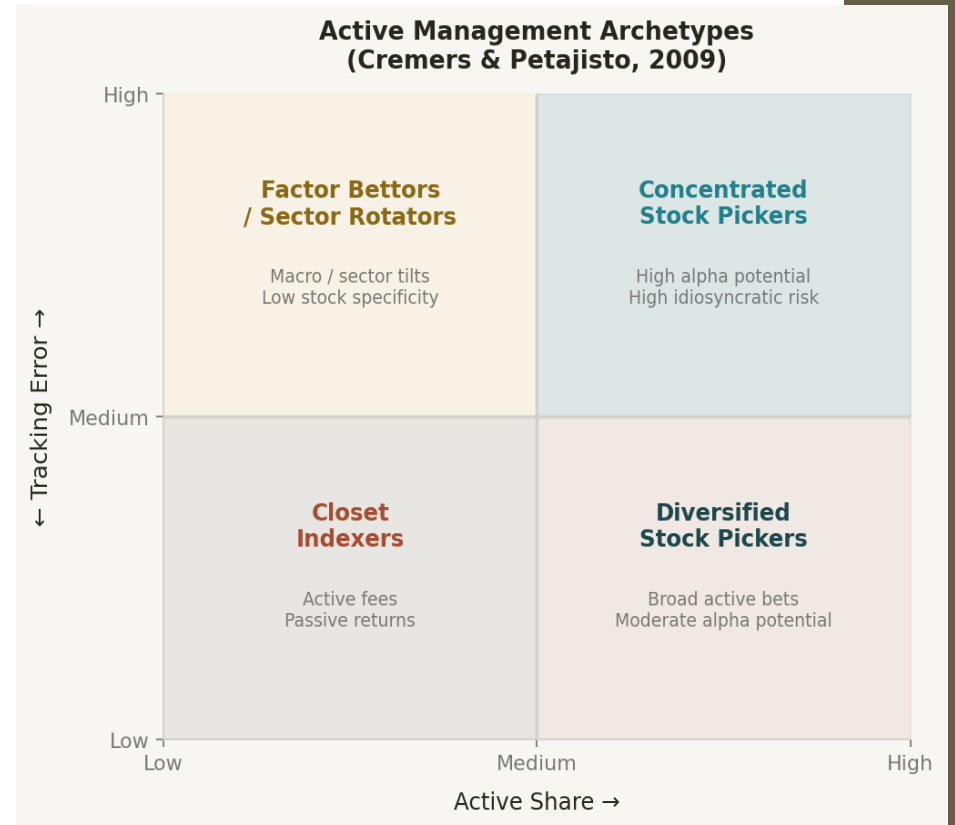 Active Management Archetypes
(Cremers & Petajisto, 2009)
High
Factor Bettors
/ Sector Rotators
Macro / sector tilts
Low stock specificity
Concentrated
Stock Pickers
High alpha potential
High idiosyncratic risk
← Tracking Error →
Medium
Closet
Indexers
Active fees
Passive returns
Diversified
Stock Pickers
Broad active bets
Moderate alpha potential
Low
Low
Medium
High
Active Share →